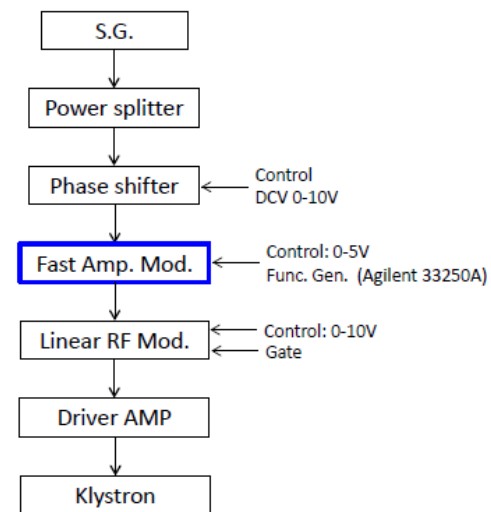 S.G.
Power splitter
Phase shifter
Control
DCV 0-10V
Fast Amp. Mod.
Control: 0-5V
Func. Gen. (Agilent 33250A)
Linear RF Mod.
Control: 0-10V
Gate
Driver AMP
Klystron